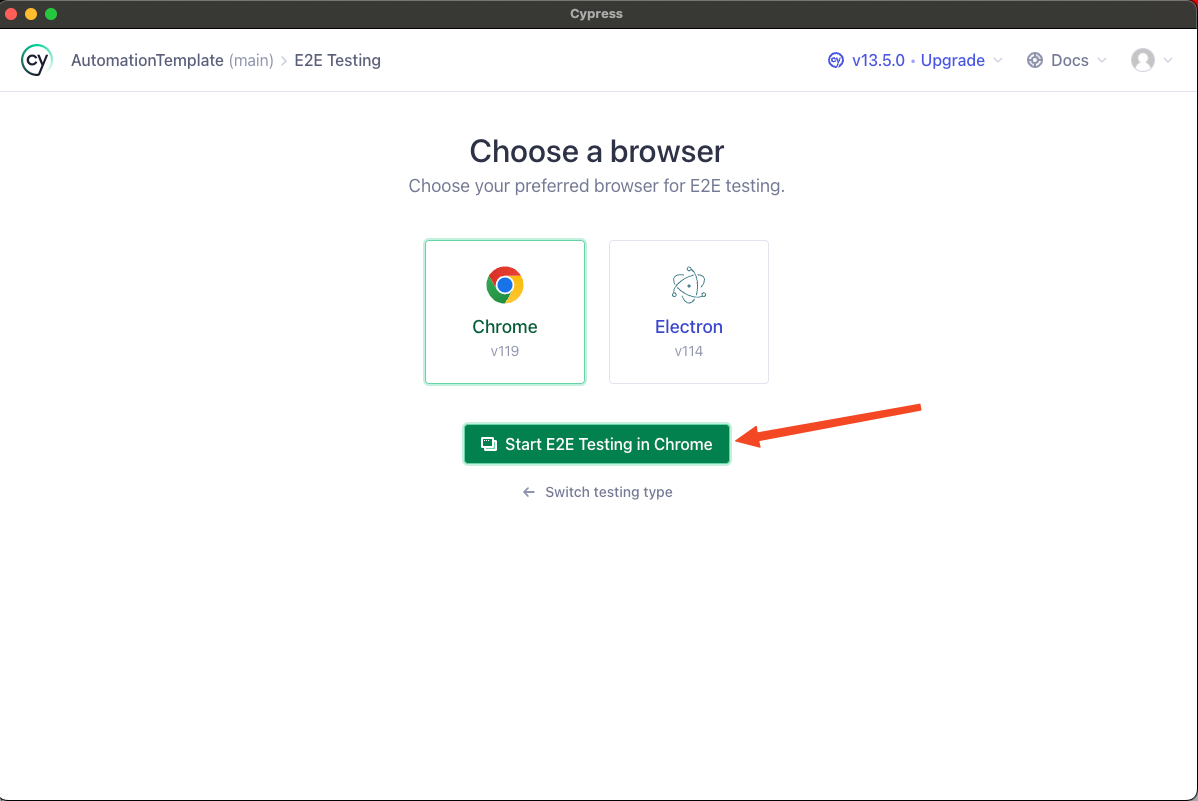 Cypress
cy AutomationTemplate (main) > E2E Testing cy v13.5.0 • Upgrade Docs
Choose a browser
Choose your preferred browser for E2E testing.
Chrome Electron
v119 v114
Start E2E Testing in Chrome
← Switch testing type